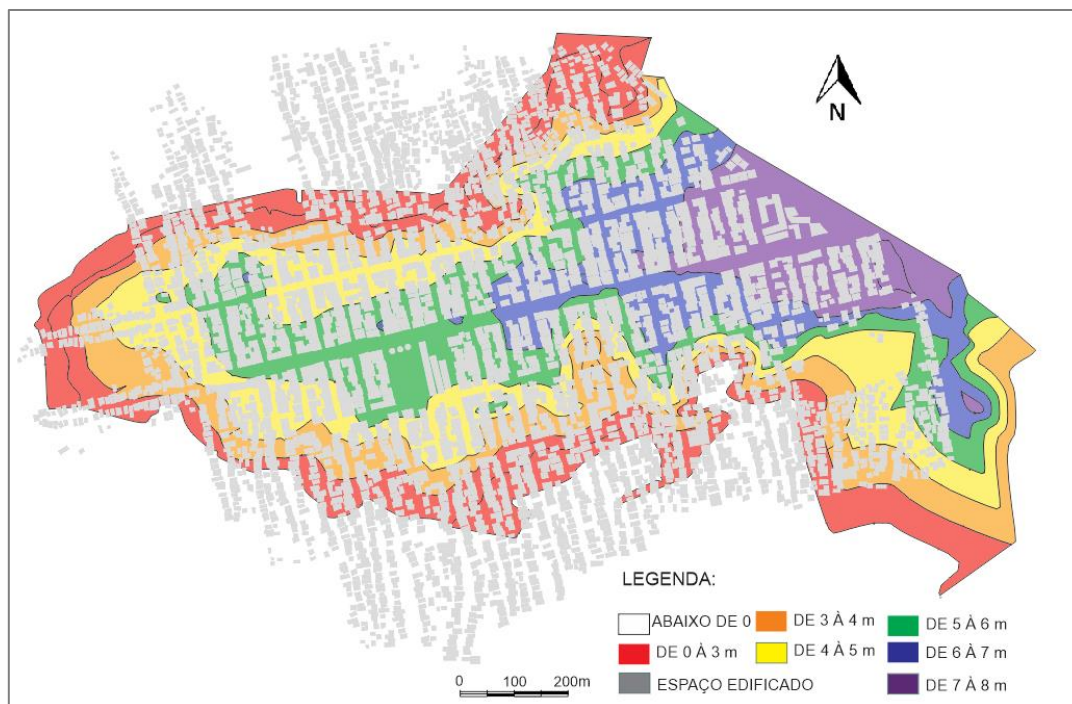 N
LEGENDA:
ABAIXO DE 0
DE 3 À 4 m
DE 5 À 6 m
DE 0 À 3 m
DE 4 À 5 m
DE 6 À 7 m
ESPAÇO EDIFICADO
DE 7 À 8 m
0 100 200m